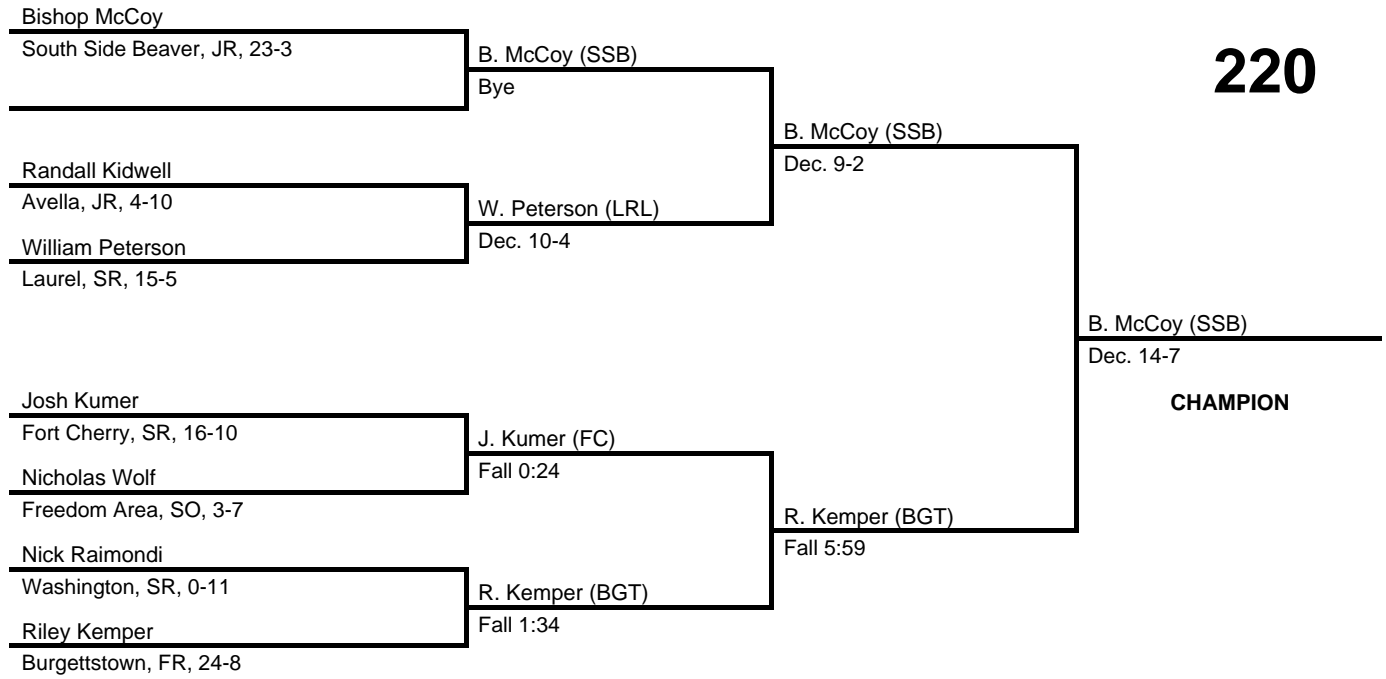 Bishop McCoy
South Side Beaver, JR, 23-3
B. McCoy (SSB)
Bye
220
B. McCoy (SSB)
Dec. 9-2
Randall Kidwell
Avella, JR, 4-10
W. Peterson (LRL)
Dec. 10-4
William Peterson
Laurel, SR, 15-5
B. McCoy (SSB)
Dec. 14-7
CHAMPION
Josh Kumer
Fort Cherry, SR, 16-10
J. Kumer (FC)
Fall 0:24
Nicholas Wolf
Freedom Area, SO, 3-7
R. Kemper (BGT)
Fall 5:59
Nick Raimondi
Washington, SR, 0-11
R. Kemper (BGT)
Fall 1:34
Riley Kemper
Burgettstown, FR, 24-8